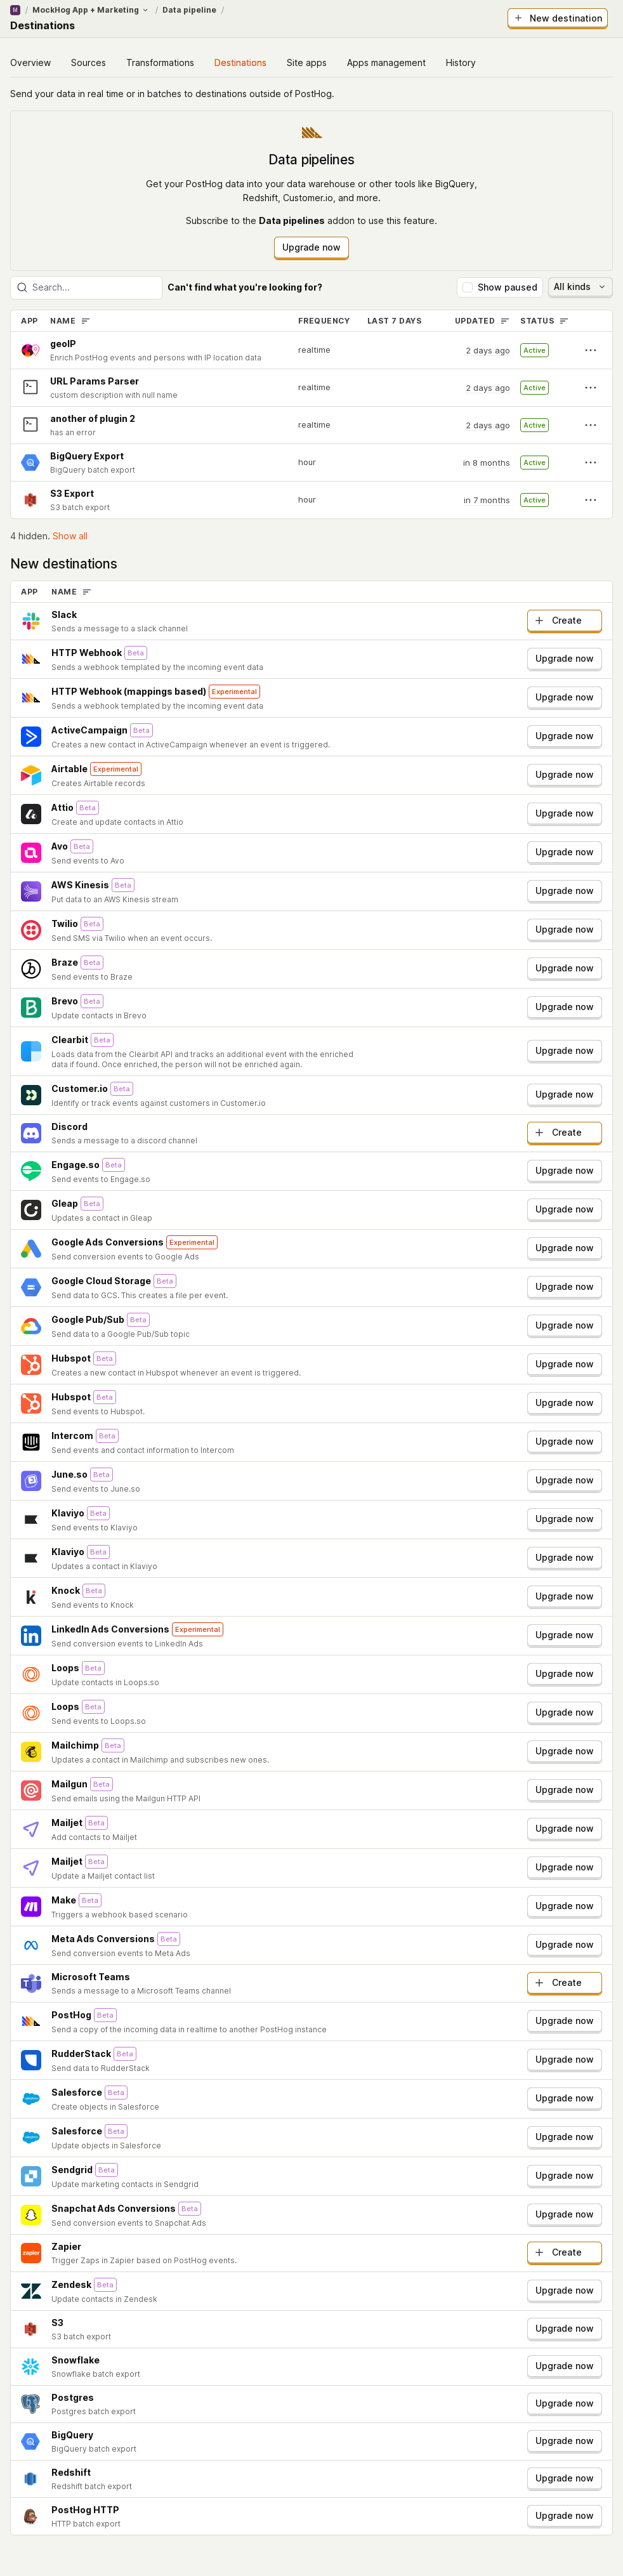 M / MockHog App + Marketing / Data pipeline /
Destinations
New destination
Overview Sources Transformations Destinations Site apps Apps management History
Send your data in real time or in batches to destinations outside of PostHog.
Data pipelines
Get your PostHog data into your data warehouse or other tools like BigQuery,
Redshift, Customer.io, and more.
Subscribe to the Data pipelines addon to use this feature.
Upgrade now
Search... Can't find what you're looking for? Show paused All kinds
APP NAME FREQUENCY LAST 7 DAYS UPDATED STATUS
geoIP
Enrich PostHog events and persons with IP location data
realtime 2 days ago Active
URL Params Parser
custom description with null name
realtime 2 days ago Active
another of plugin 2
has an error
realtime 2 days ago Active
BigQuery Export
BigQuery batch export
hour in 8 months Active
S3 Export
S3 batch export
hour in 7 months Active
4 hidden. Show all
New destinations
APP NAME
Slack
Sends a message to a slack channel
Create
HTTP Webhook Beta
Sends a webhook templated by the incoming event data
Upgrade now
HTTP Webhook (mappings based) Experimental
Sends a webhook templated by the incoming event data
Upgrade now
ActiveCampaign Beta
Creates a new contact in ActiveCampaign whenever an event is triggered.
Upgrade now
Airtable Experimental
Creates Airtable records
Upgrade now
Attio Beta
Create and update contacts in Attio
Upgrade now
Avo Beta
Send events to Avo
Upgrade now
AWS Kinesis Beta
Put data to an AWS Kinesis stream
Upgrade now
Twilio Beta
Send SMS via Twilio when an event occurs.
Upgrade now
Braze Beta
Send events to Braze
Upgrade now
Brevo Beta
Update contacts in Brevo
Upgrade now
Clearbit Beta
Loads data from the Clearbit API and tracks an additional event with the enriched
data if found. Once enriched, the person will not be enriched again.
Upgrade now
Customer.io Beta
Identify or track events against customers in Customer.io
Upgrade now
Discord
Sends a message to a discord channel
Create
Engage.so Beta
Send events to Engage.so
Upgrade now
Gleap Beta
Updates a contact in Gleap
Upgrade now
Google Ads Conversions Experimental
Send conversion events to Google Ads
Upgrade now
Google Cloud Storage Beta
Send data to GCS. This creates a file per event.
Upgrade now
Google Pub/Sub Beta
Send data to a Google Pub/Sub topic
Upgrade now
Hubspot Beta
Creates a new contact in Hubspot whenever an event is triggered.
Upgrade now
Hubspot Beta
Send events to Hubspot.
Upgrade now
Intercom Beta
Send events and contact information to Intercom
Upgrade now
June.so Beta
Send events to June.so
Upgrade now
Klaviyo Beta
Send events to Klaviyo
Upgrade now
Klaviyo Beta
Updates a contact in Klaviyo
Upgrade now
Knock Beta
Send events to Knock
Upgrade now
LinkedIn Ads Conversions Experimental
Send conversion events to LinkedIn Ads
Upgrade now
Loops Beta
Update contacts in Loops.so
Upgrade now
Loops Beta
Send events to Loops.so
Upgrade now
Mailchimp Beta
Updates a contact in Mailchimp and subscribes new ones.
Upgrade now
Mailgun Beta
Send emails using the Mailgun HTTP API
Upgrade now
Mailjet Beta
Add contacts to Mailjet
Upgrade now
Mailjet Beta
Update a Mailjet contact list
Upgrade now
Make Beta
Triggers a webhook based scenario
Upgrade now
Meta Ads Conversions Beta
Send conversion events to Meta Ads
Upgrade now
Microsoft Teams
Sends a message to a Microsoft Teams channel
Create
PostHog Beta
Send a copy of the incoming data in realtime to another PostHog instance
Upgrade now
RudderStack Beta
Send data to RudderStack
Upgrade now
Salesforce Beta
Create objects in Salesforce
Upgrade now
Salesforce Beta
Update objects in Salesforce
Upgrade now
Sendgrid Beta
Update marketing contacts in Sendgrid
Upgrade now
Snapchat Ads Conversions Beta
Send conversion events to Snapchat Ads
Upgrade now
Zapier
Trigger Zaps in Zapier based on PostHog events.
Create
Zendesk Beta
Update contacts in Zendesk
Upgrade now
S3
S3 batch export
Upgrade now
Snowflake
Snowflake batch export
Upgrade now
Postgres
Postgres batch export
Upgrade now
BigQuery
BigQuery batch export
Upgrade now
Redshift
Redshift batch export
Upgrade now
PostHog HTTP
HTTP batch export
Upgrade now